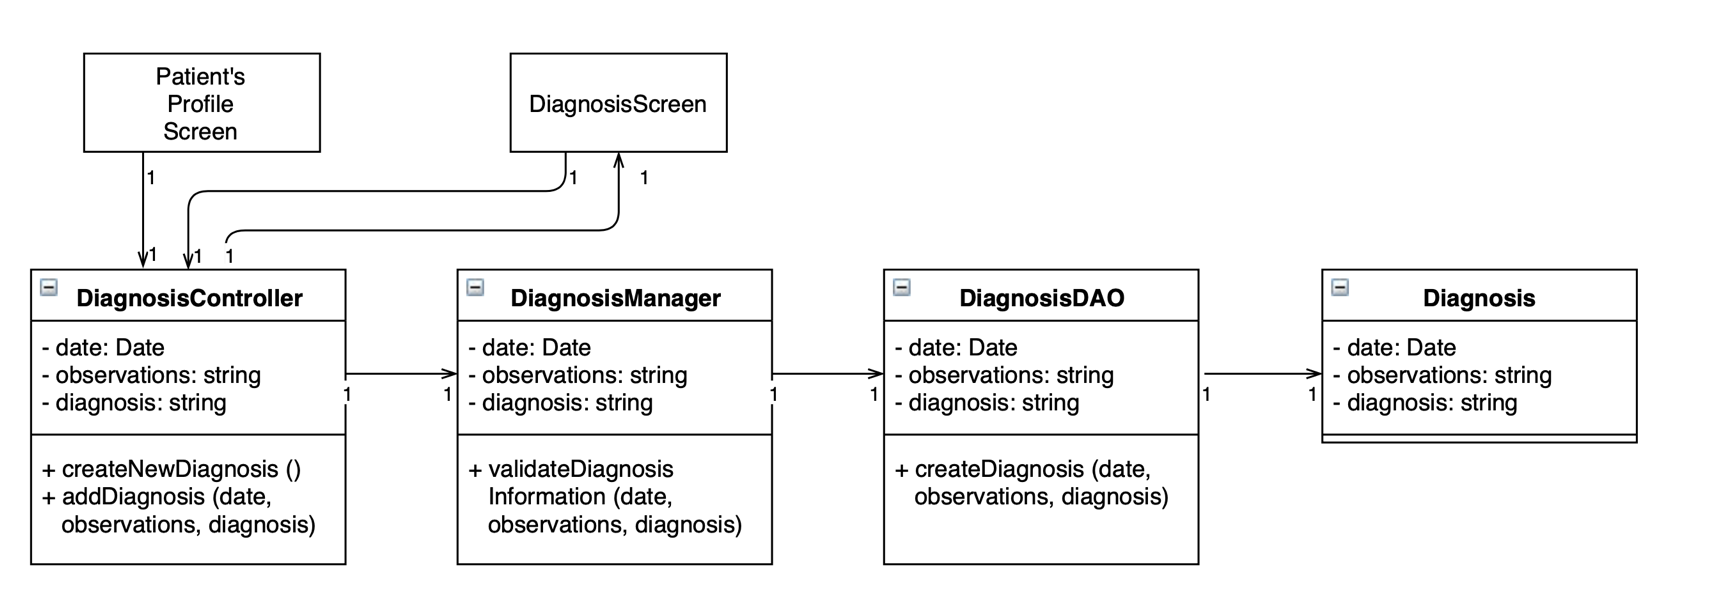 Patient's
Profile
Screen
DiagnosisScreen
1
1
1
1
1
1
DiagnosisController
- date: Date
- observations: string
- diagnosis: string
+ createNewDiagnosis ()
+ addDiagnosis (date,
observations, diagnosis)
1
1
DiagnosisManager
- date: Date
- observations: string
- diagnosis: string
+ validateDiagnosis
Information (date,
observations, diagnosis)
1
1
DiagnosisDAO
- date: Date
- observations: string
- diagnosis: string
+ createDiagnosis (date,
observations, diagnosis)
1
1
Diagnosis
- date: Date
- observations: string
- diagnosis: string